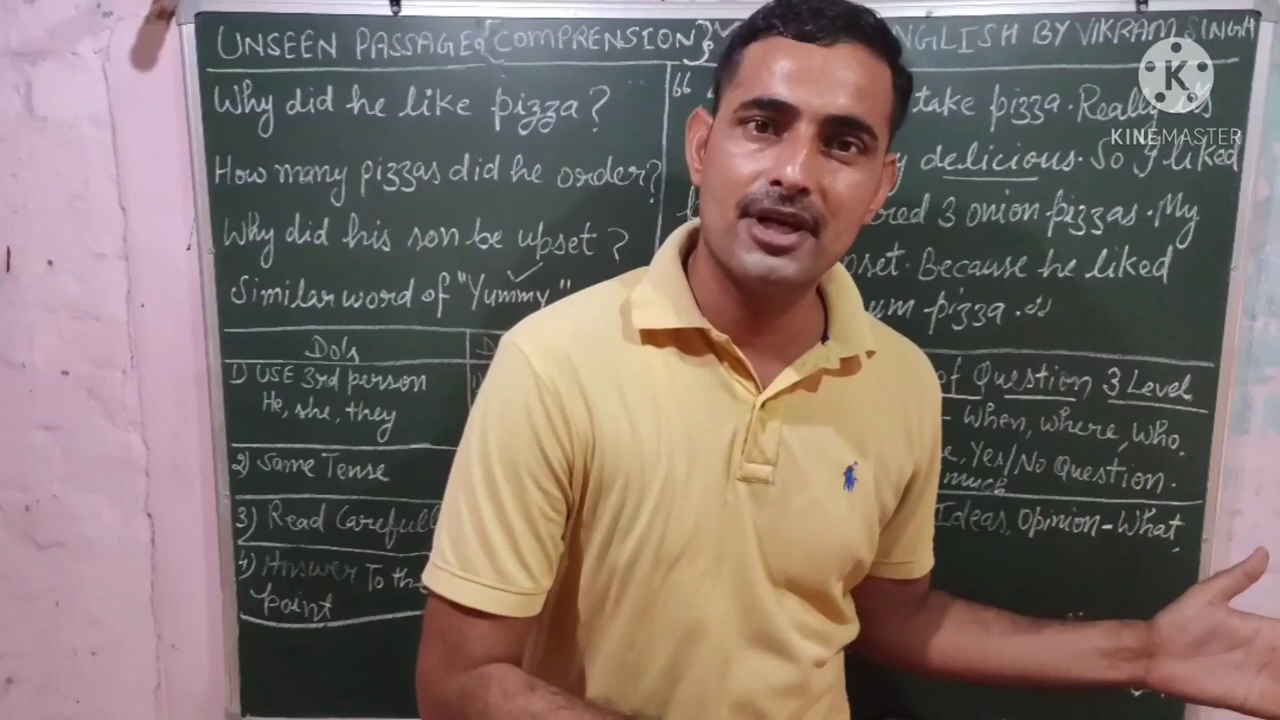 UNSEEN PASSAGE {COMPRENSION} NGLISH BY VIKRAM SINGH
Why did he like pizza?
How many pizzas did he order?
Why did his son be upset?
Similar word of "Yummy"
"
take pizza. Really
delicious. So I liked
3 onion pizzas. My
Because he liked
pizza.
Do's
1) USE 3rd person
He, she, they
2) Same Tense
3) Read Carefull
4) Answer To th
point
of Question 3 Level
- When, where, who,
Yes/No Question.
much
Ideas, Opinion - What,
K
KINEMASTER